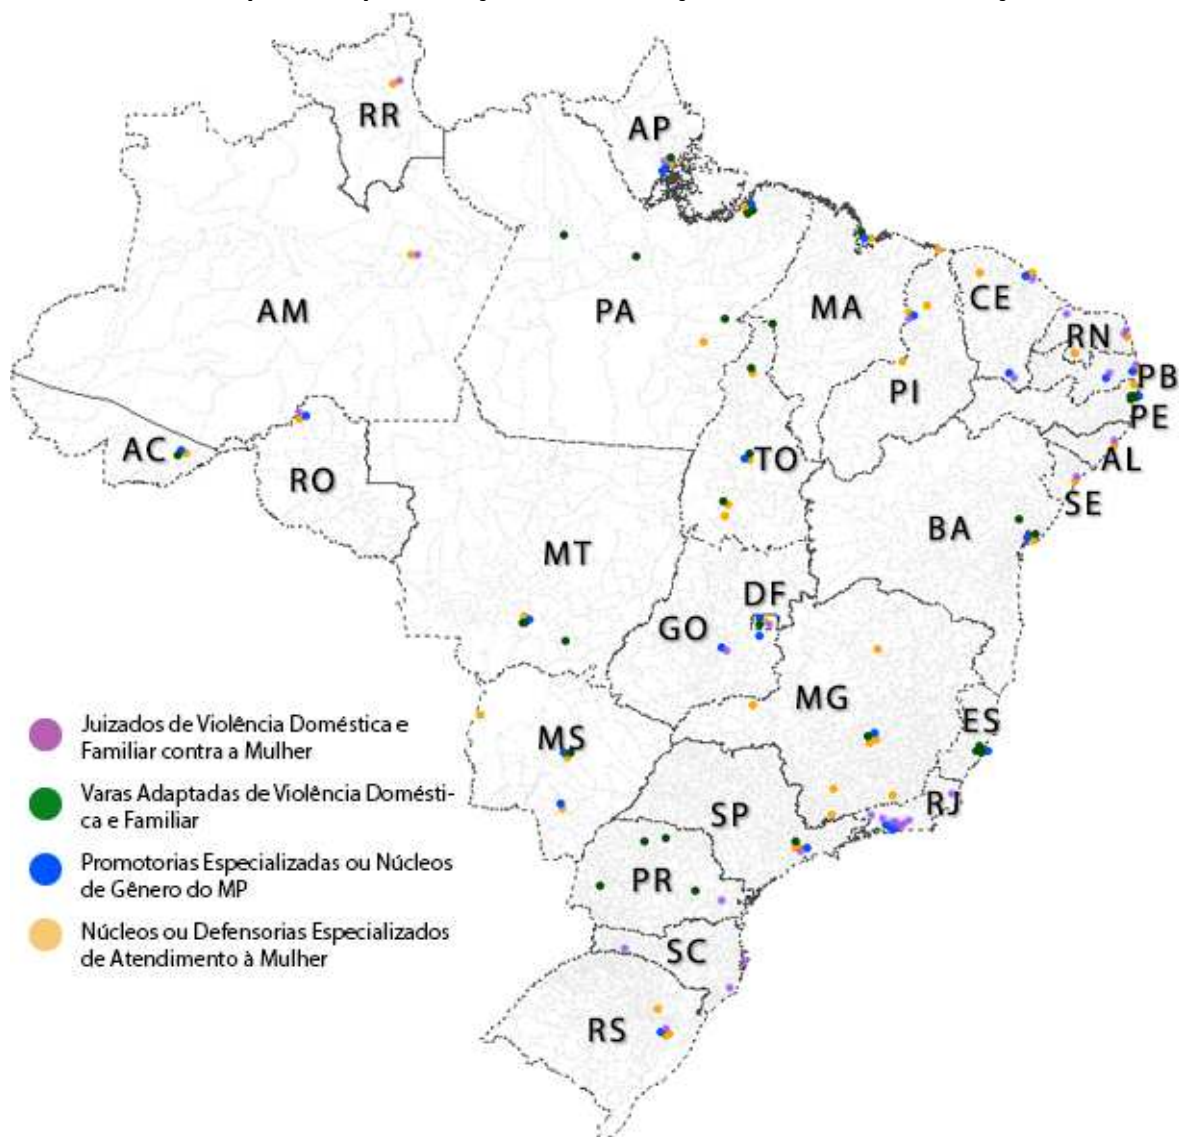 RR
AP
AM
PA
MA
CE
RN
PB
PE
PI
AC
TO
AL
RO
SE
BA
MT
DF
GO
MG
ES
MS
RJ
SP
PR
SC
RS
Juizados de Violência Doméstica e
Familiar contra a Mulher
Varas Adaptadas de Violência Domésti-
ca e Familiar
Promotorias Especializadas ou Núcleos
de Gênero do MP
Núcleos ou Defensorias Especializados
de Atendimento à Mulher